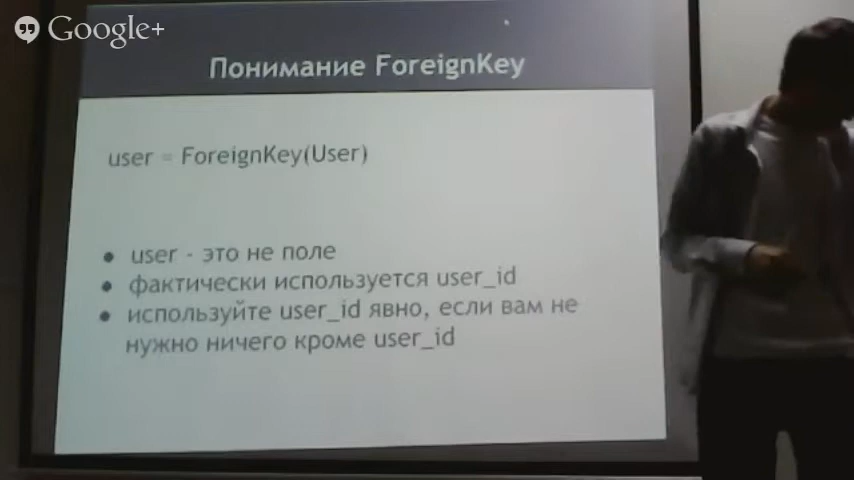 Google+
Понимание ForeignKey
user = ForeignKey(User)
● user - это не поле
● фактически используется user_id
● используйте user_id явно, если вам не
нужно ничего кроме user_id